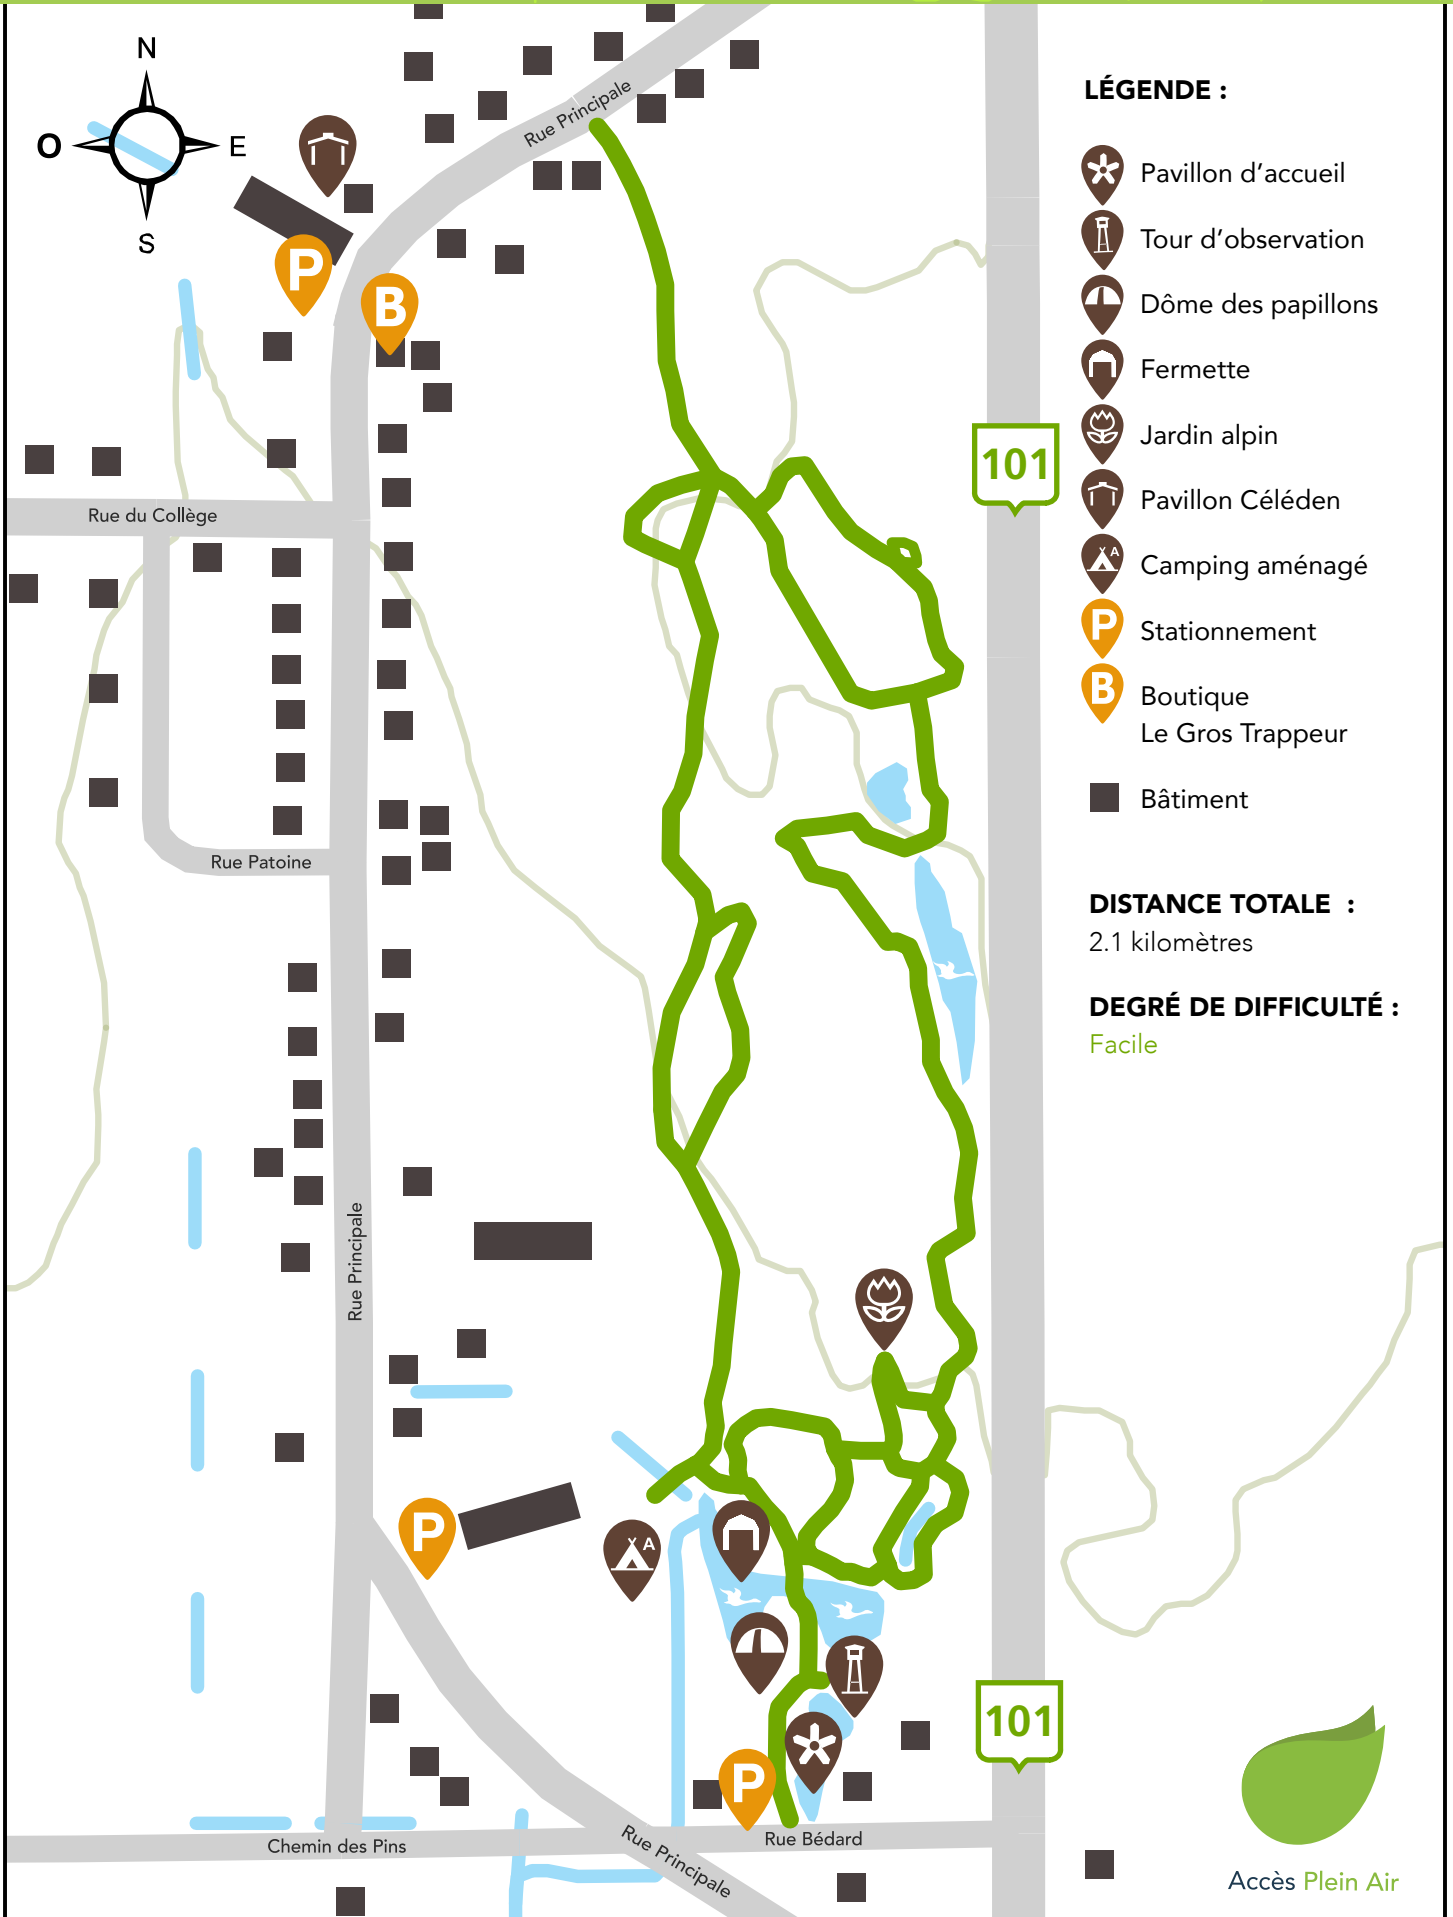 N
O
E
S
Rue Principale
P
B
Rue du Collège
101
Rue Patoine
Rue Principale
P
A
101
P
Chemin des Pins
Rue Principale
Rue Bédard
LÉGENDE :
Pavillon d'accueil
Tour d'observation
Dôme des papillons
Fermette
Jardin alpin
Pavillon Céléden
A
Camping aménagé
P
Stationnement
B
Boutique
Le Gros Trappeur
Bâtiment
DISTANCE TOTALE :
2.1 kilomètres
DEGRÉ DE DIFFICULTÉ :
Facile
Accès Plein Air